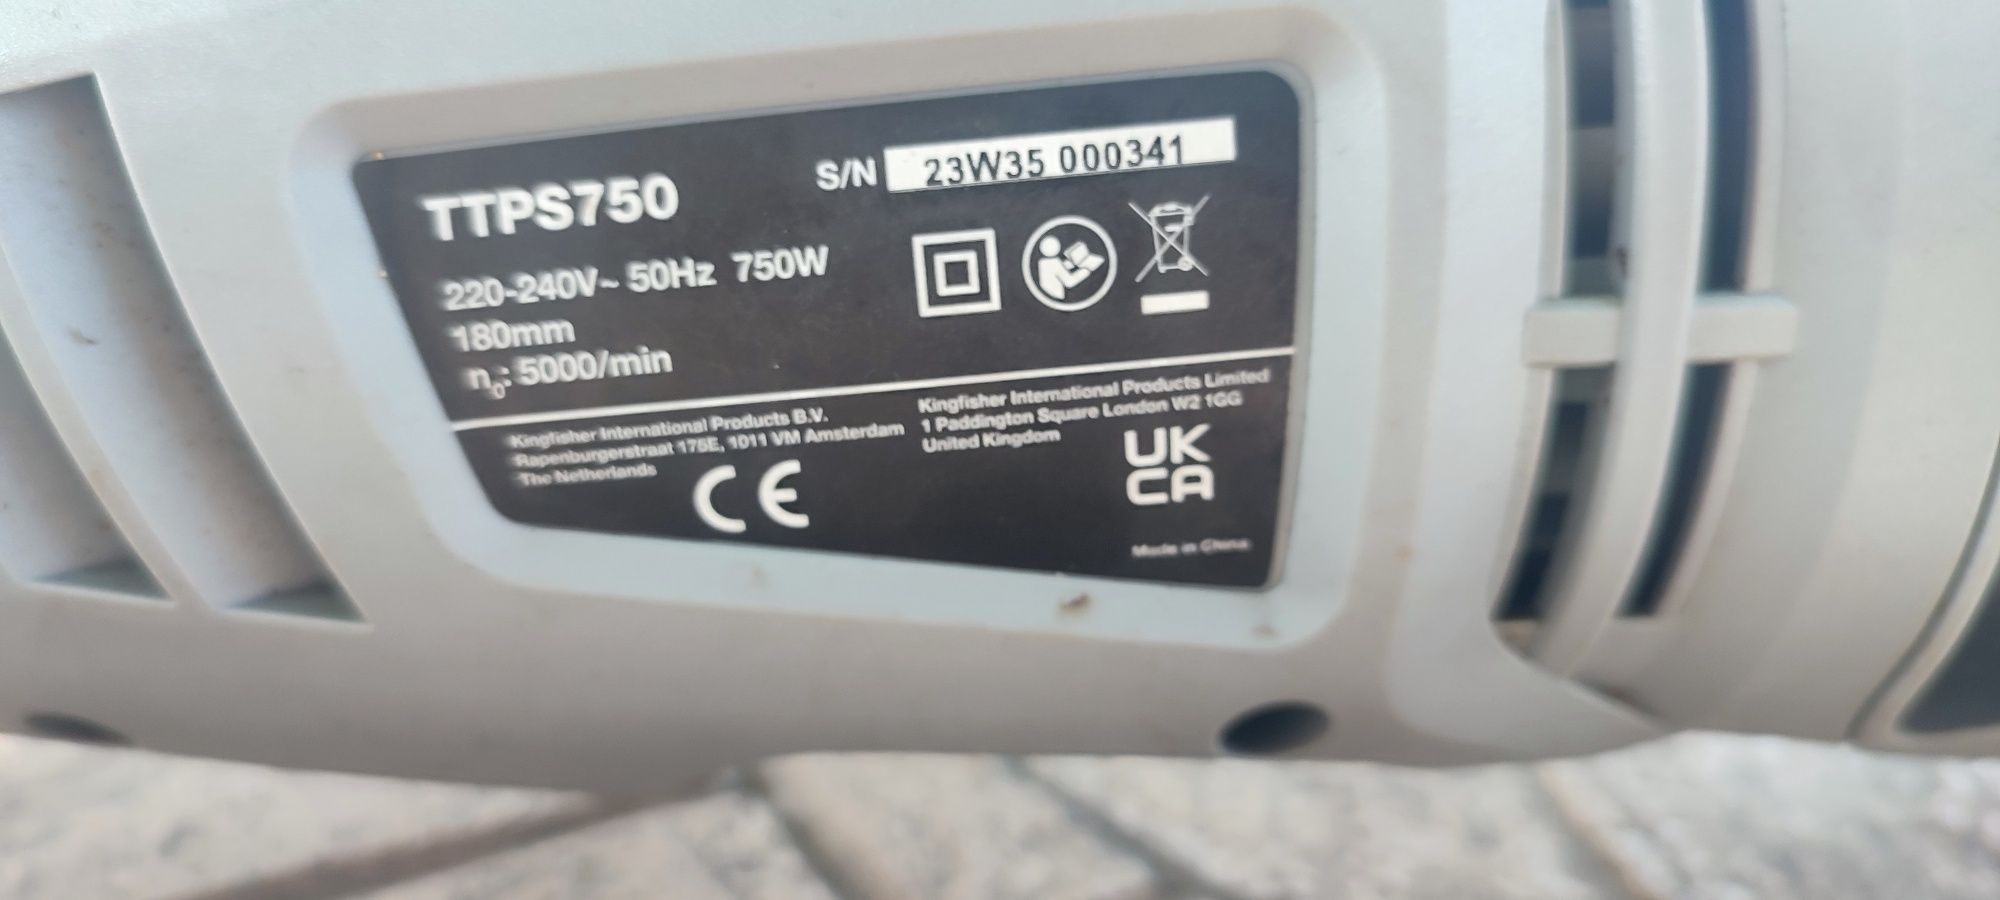 TTPS750
S/N 23W35 000341
220-240V~ 50Hz 750W
180mm
n0: 5000/min
Kingfisher International Products B.V.
Rapenburgerstraat 175E, 1011 VM Amsterdam
The Netherlands
CE
Kingfisher International Products Limited
1 Paddington Square London W2 1GG
United Kingdom
UK
CA
Made in China